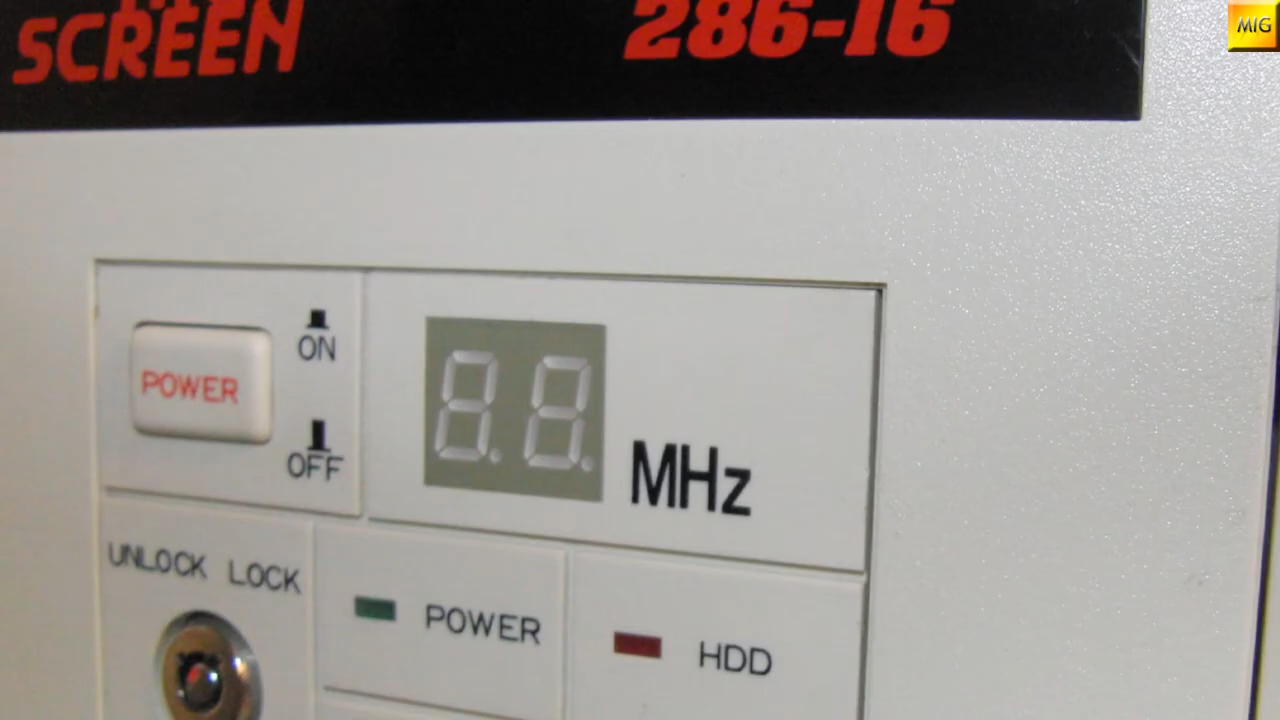 SCREEN
286-16
MIG
ON
POWER
OFF
MHz
UNLOCK LOCK
POWER
HDD